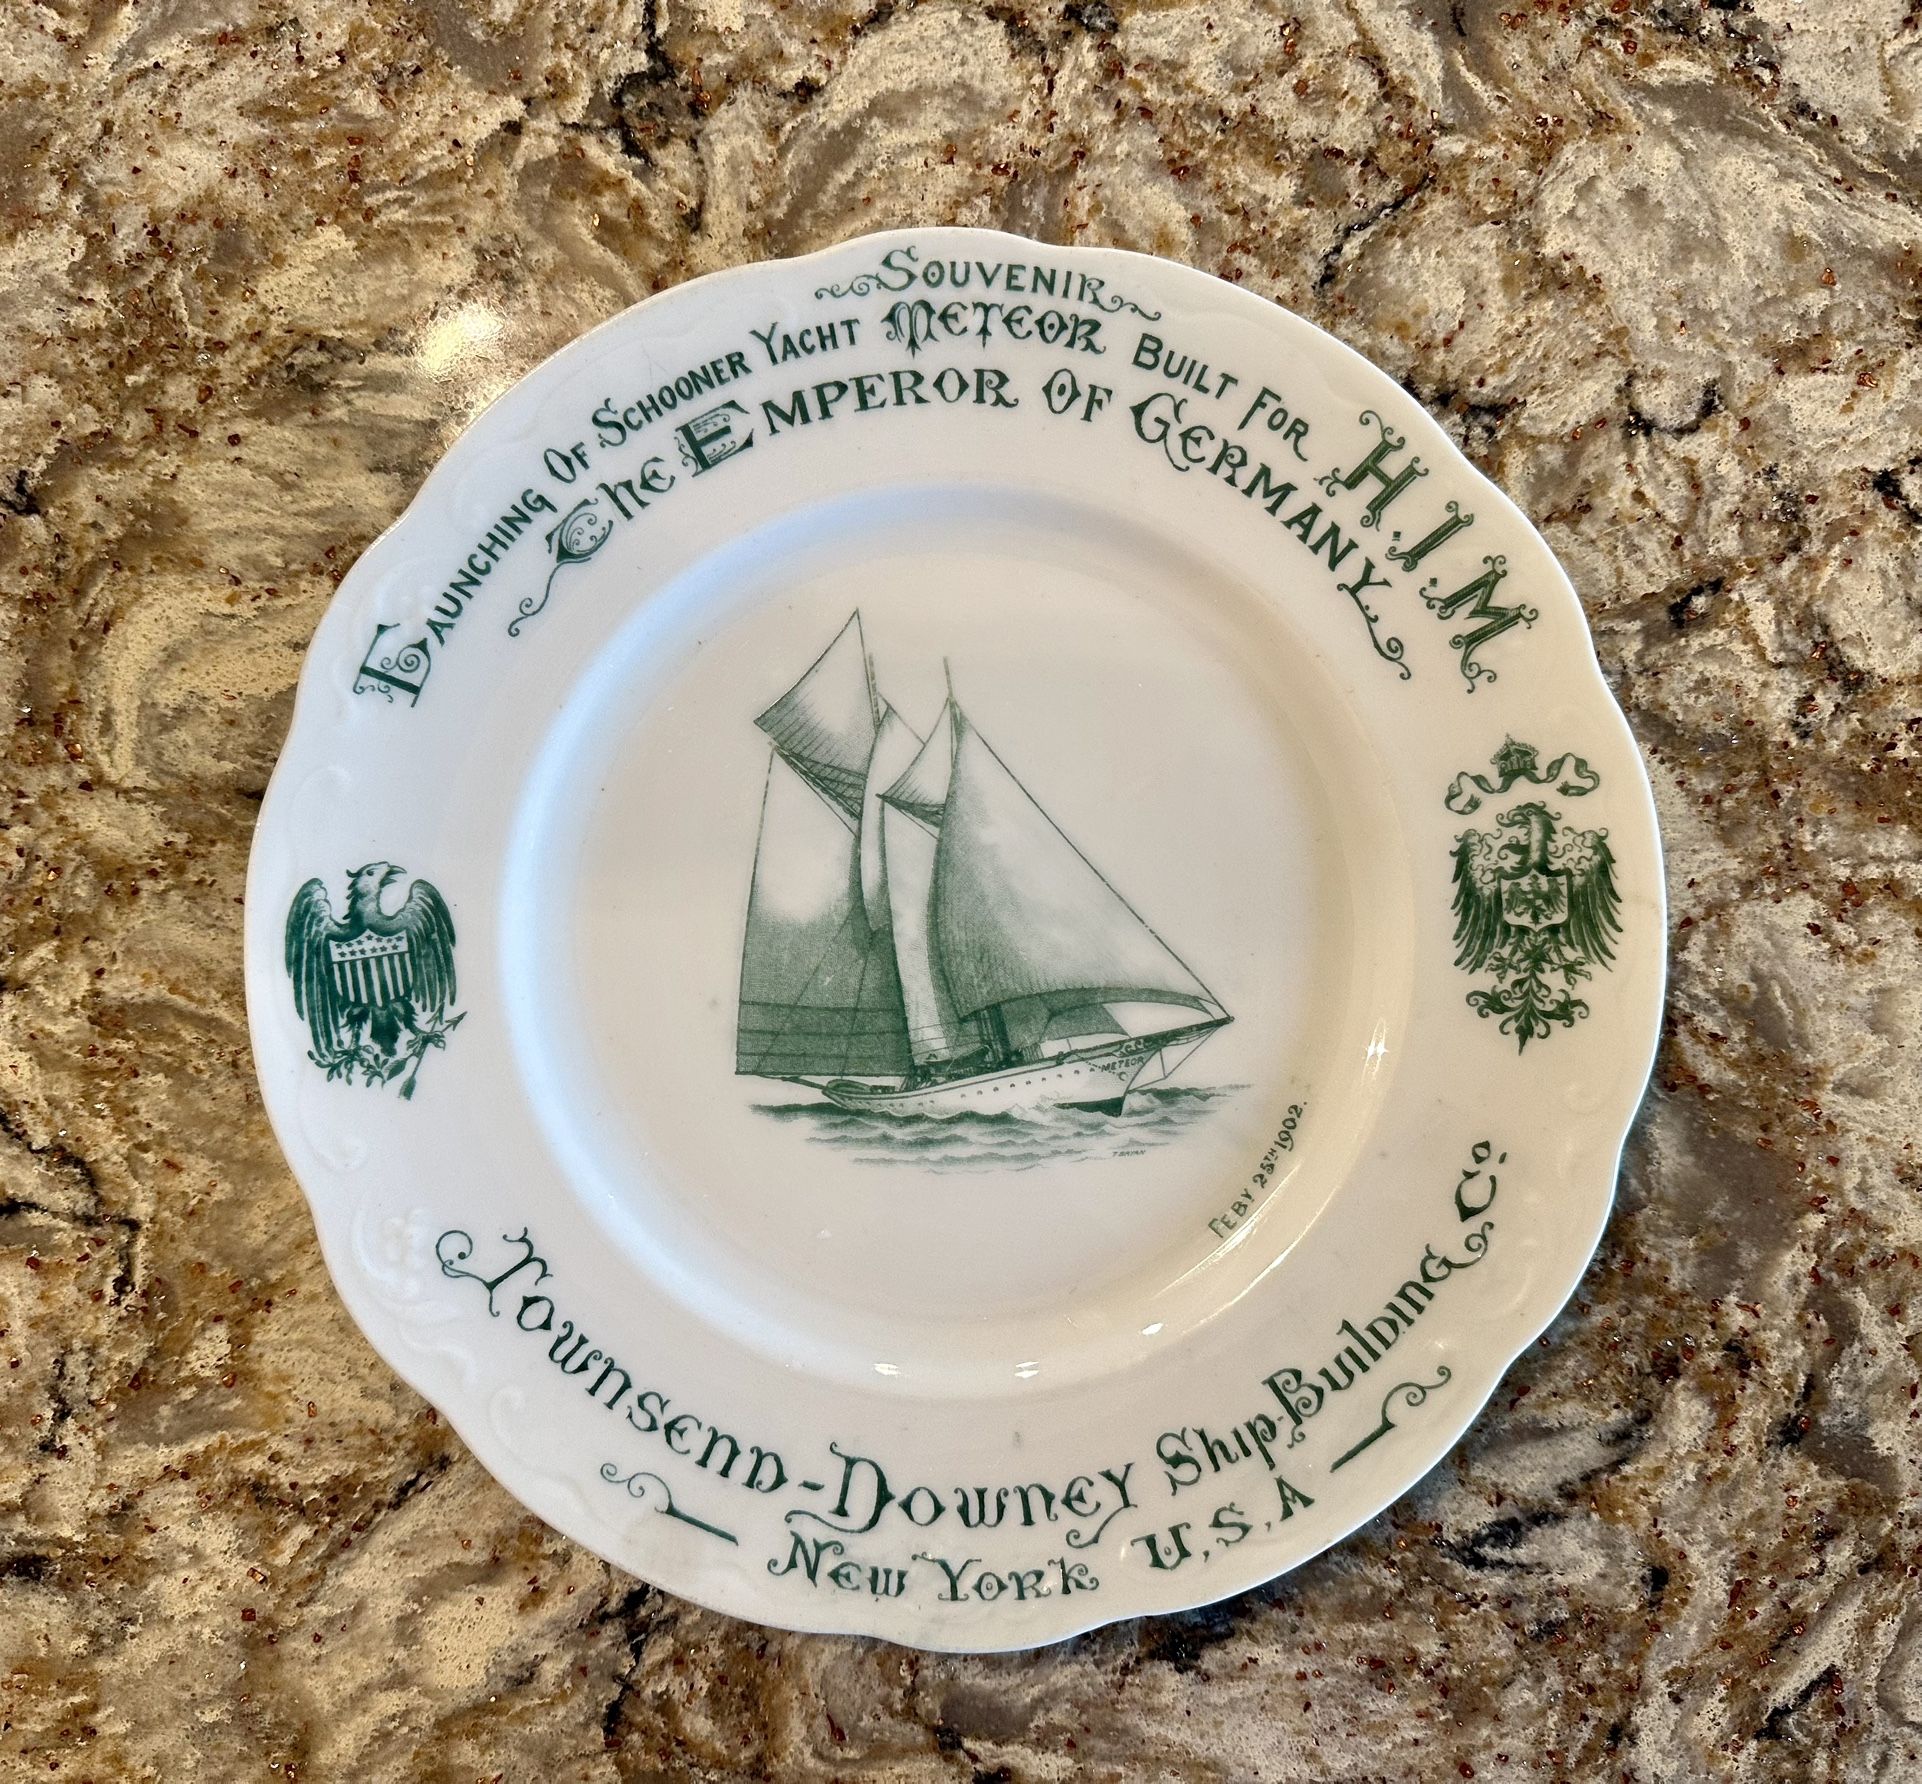 SOUVENIR
LAUNCHING OF SCHOONER YACHT METEOR BUILT FOR H.I.M.
THE EMPEROR OF GERMANY
METEOR
T BRYAN
FEBY 25TH 1902.
TOWNSEND-DOWNEY SHIP-BUILDING CO.
NEW YORK U.S.A